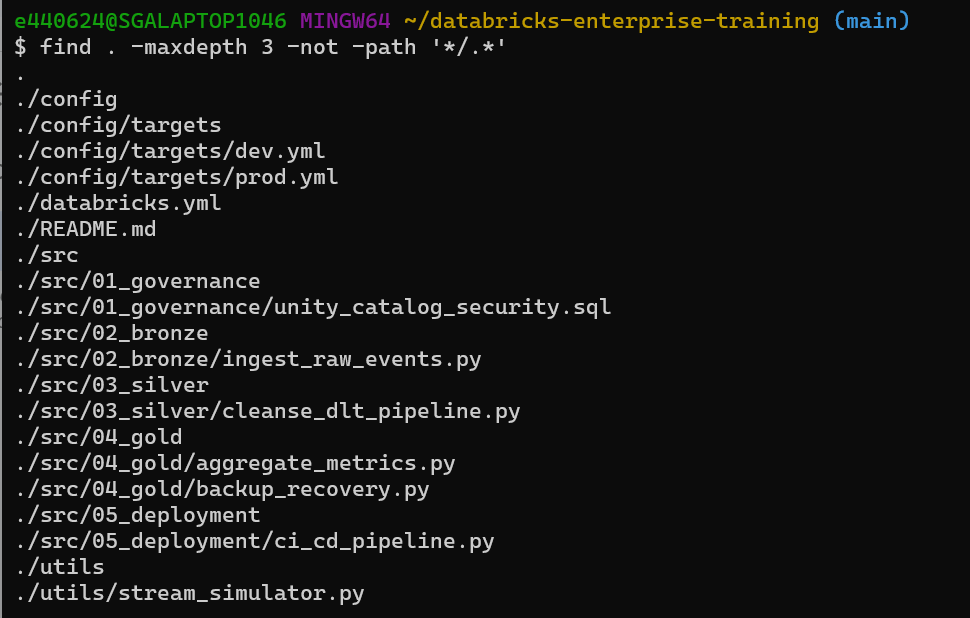 e440624@SGALAPTOP1046 MINGW64 ~/databricks-enterprise-training (main)
$ find . -maxdepth 3 -not -path '*/.*'
.
./config
./config/targets
./config/targets/dev.yml
./config/targets/prod.yml
./databricks.yml
./README.md
./src
./src/01_governance
./src/01_governance/unity_catalog_security.sql
./src/02_bronze
./src/02_bronze/ingest_raw_events.py
./src/03_silver
./src/03_silver/cleanse_dlt_pipeline.py
./src/04_gold
./src/04_gold/aggregate_metrics.py
./src/04_gold/backup_recovery.py
./src/05_deployment
./src/05_deployment/ci_cd_pipeline.py
./utils
./utils/stream_simulator.py